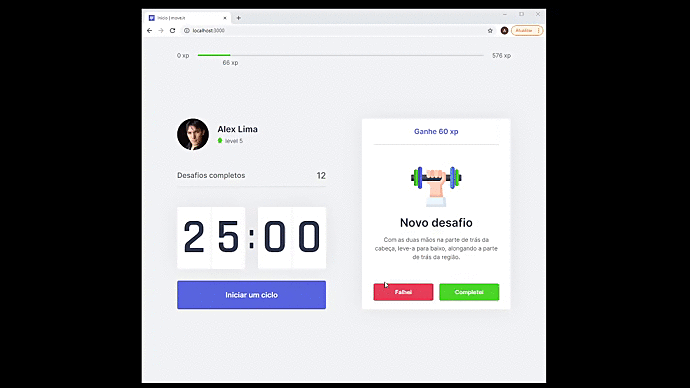 Início | move.it
localhost:3000
Atualizar
0 xp
66 xp
576 xp
Alex Lima
level 5
Desafios completos 12
25:00
Iniciar um ciclo
Ganhe 60 xp
Novo desafio
Com as duas mãos na parte de trás da
cabeça, leve-a para baixo, alongando a parte
de trás da região.
Falhei
Completei